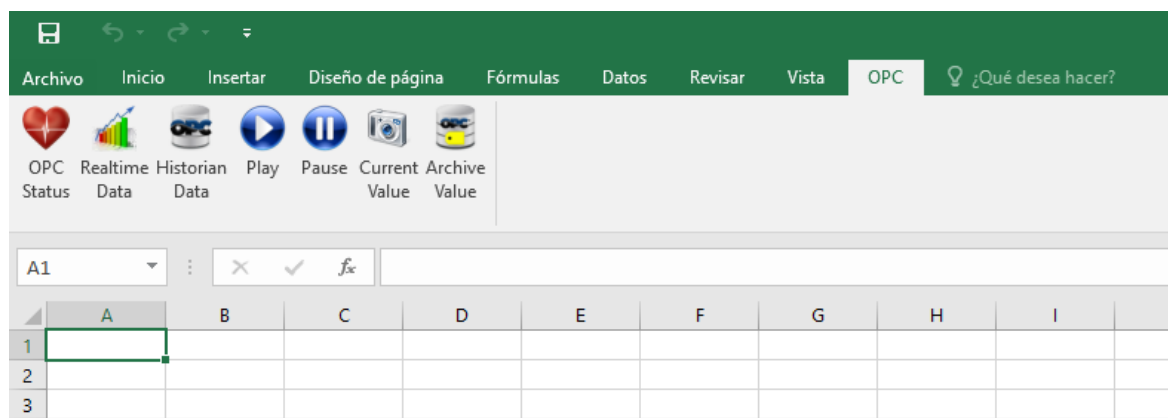 Archivo Inicio Insertar Diseño de página Fórmulas Datos Revisar Vista OPC ¿Qué desea hacer?
OPC
OPC
OPC Realtime Historian Play Pause Current Archive
Status Data Data Value Value
A1 fx
A B C D E F G H I
1
2
3